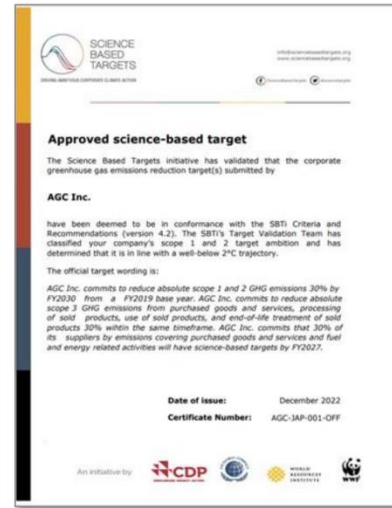 SCIENCE
BASED
TARGETS
DRIVING AMBITIOUS CORPORATE CLIMATE ACTION
info@sciencebasedtargets.org
www.sciencebasedtargets.org
Approved science-based target
The Science Based Targets initiative has validated that the corporate
greenhouse gas emissions reduction target(s) submitted by
AGC Inc.
have been deemed to be in conformance with the SBTi Criteria and
Recommendations (version 4.2). The SBTi's Target Validation Team has
classified your company's scope 1 and 2 target ambition and has
determined that it is in line with a well-below 2°C trajectory.
The official target wording is:
AGC Inc. commits to reduce absolute scope 1 and 2 GHG emissions 30% by
FY2030 from a FY2019 base year. AGC Inc. commits to reduce absolute
scope 3 GHG emissions from purchased goods and services, processing
of sold products, use of sold products, and end-of-life treatment of sold
products 30% wihtin the same timeframe. AGC Inc. commits that 30% of
its suppliers by emissions covering purchased goods and services and fuel
and energy related activities will have science-based targets by FY2027.
Date of issue: December 2022
Certificate Number: AGC-JAP-001-OFF
An initiative by
CDP
WORLD
RESOURCES
INSTITUTE
WWF